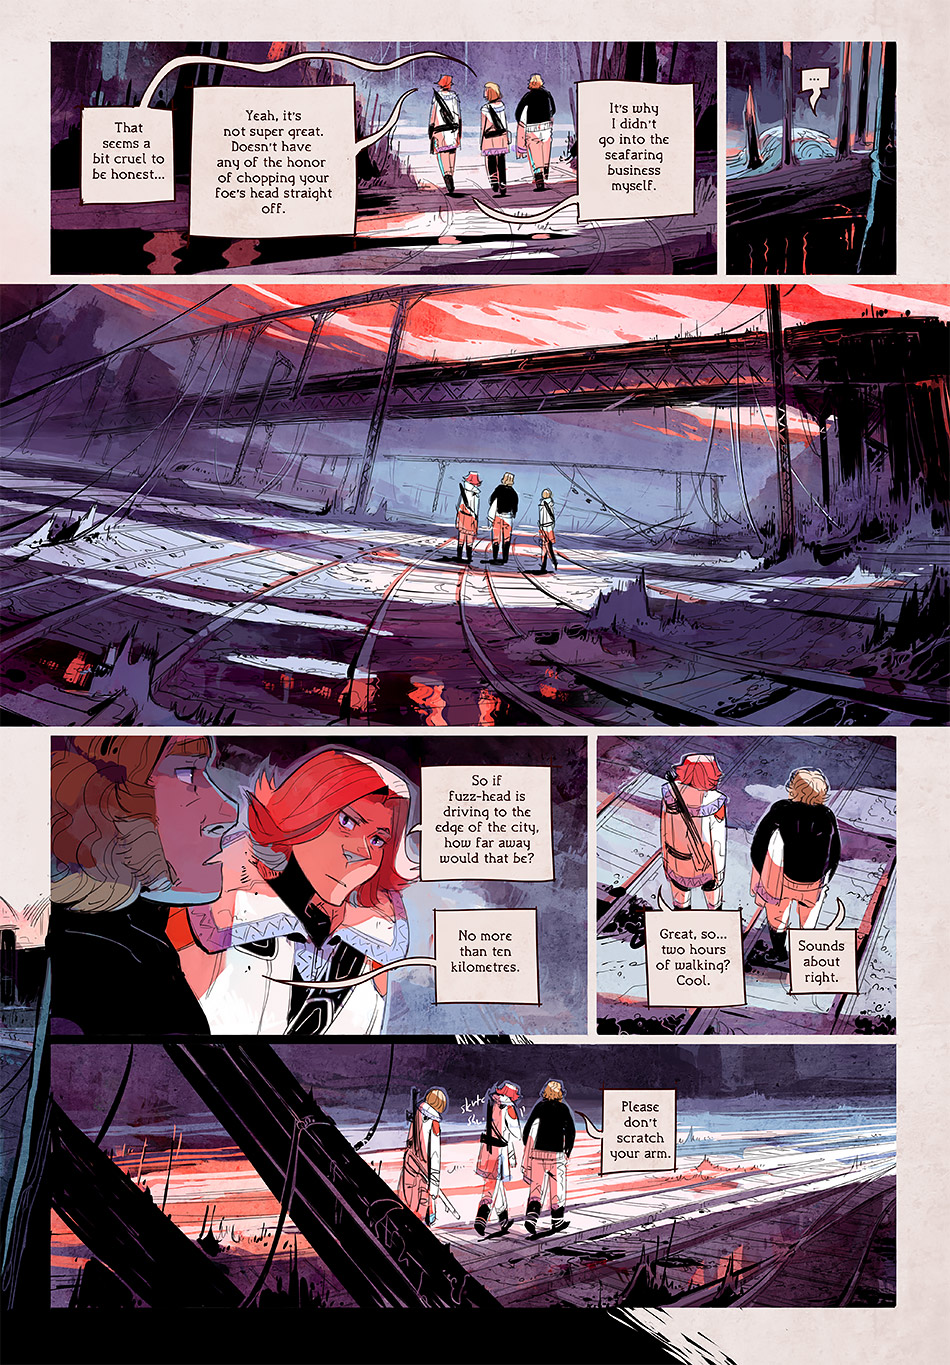 That
seems a
bit cruel to
be honest...
Yeah, it's
not super great.
Doesn't have
any of the honor
of chopping your
foe's head straight
off.
It's why
I didn't
go into the
seafaring
business
myself.
...
So if
fuzz-head is
driving to the
edge of the city,
how far away
would that be?
No more
than ten
kilometres.
Great, so...
two hours
of walking?
Cool.
Sounds
about
right.
Please
don't
scratch
your arm.